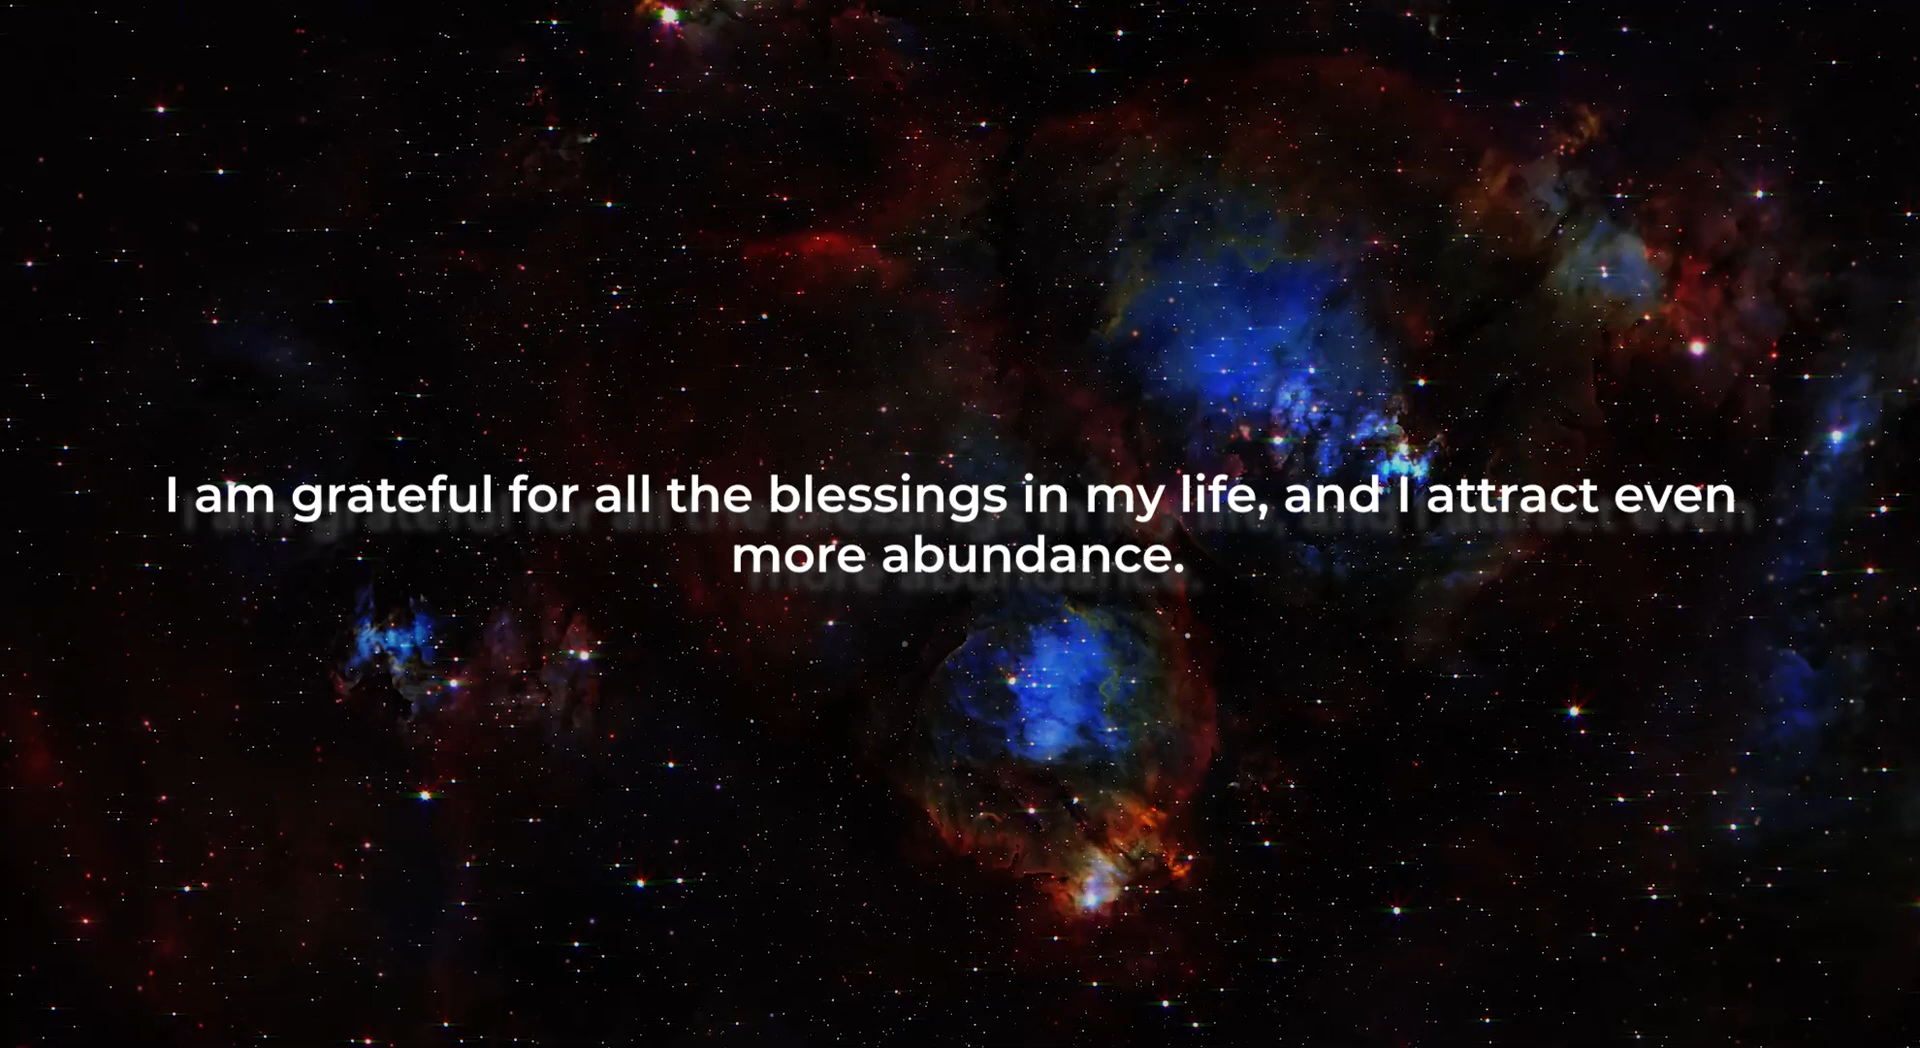 I am grateful for all the blessings in my life, and I attract even
more abundance.